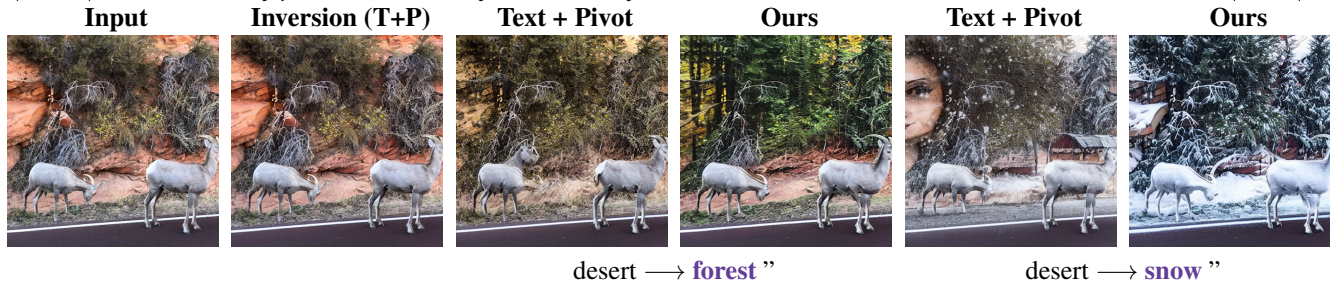 Input Inversion (T+P) Text + Pivot Ours Text + Pivot Ours
desert ⟶ forest ” desert ⟶ snow ”